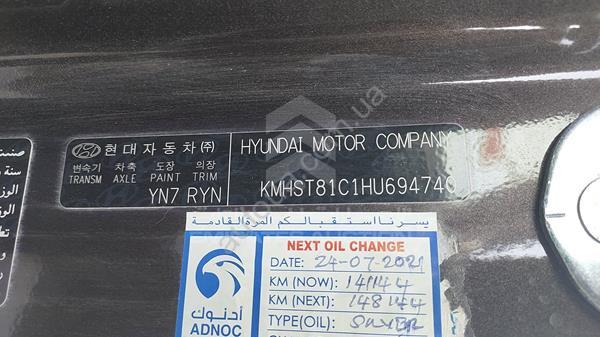 현대자동차㈜
변속기 차축 도장 의장
TRANSM AXLE PAINT TRIM
YN7 RYN
HYUNDAI MOTOR COMPANY
KMHST81C1HU694740
يسرنا استقبالكم المرة القادمة
NEXT OIL CHANGE
DATE: 24-07-2021
KM (NOW): 14144
KM (NEXT):
TYPE(OIL):
أدنوك
ADNOC